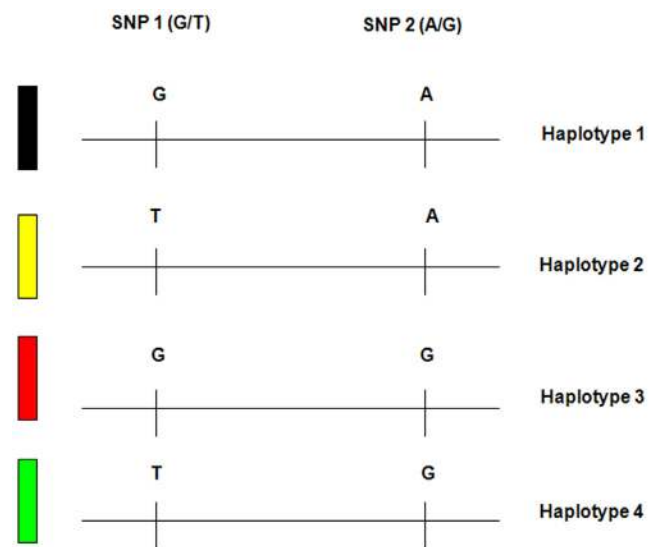 SNP 1 (G/T) SNP 2 (A/G)
G A
Haplotype 1
T A
Haplotype 2
G G
Haplotype 3
T G
Haplotype 4